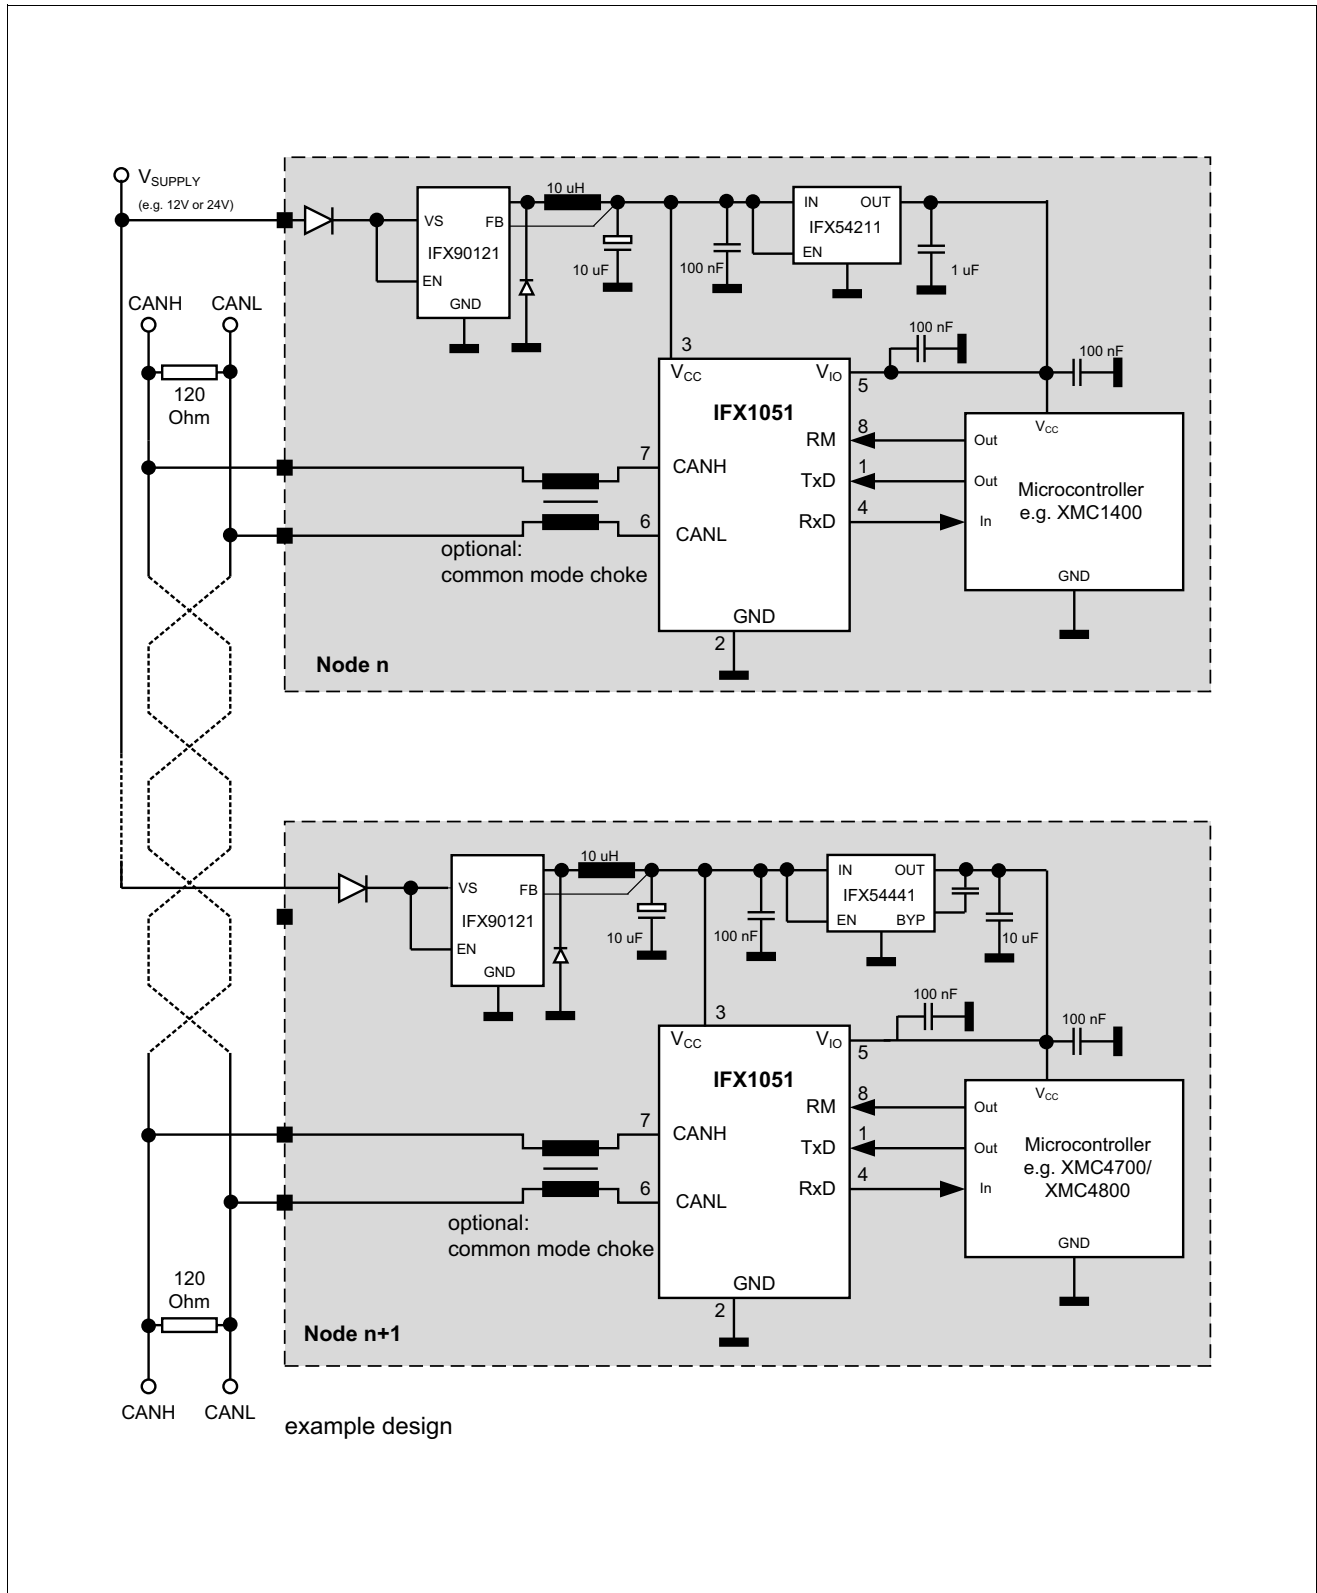 VSUPPLY
(e.g. 12V or 24V)
CANH
CANL
120
Ohm
VS
FB
IFX90121
EN
GND
10 uH
10 uF
100 nF
IN
OUT
IFX54211
EN
1 uF
100 nF
100 nF
3
VCC
VIO
5
IFX1051
RM
8
TxD
1
RxD
4
7
CANH
6
CANL
GND
2
optional:
common mode choke
VCC
Out
Out
In
Microcontroller
e.g. XMC1400
GND
Node n
VS
FB
IFX90121
EN
GND
10 uH
10 uF
100 nF
IN
OUT
IFX54441
EN
BYP
10 uF
100 nF
100 nF
3
VCC
VIO
5
IFX1051
RM
8
TxD
1
RxD
4
7
CANH
6
CANL
GND
2
optional:
common mode choke
VCC
Out
Out
In
Microcontroller
e.g. XMC4700/
XMC4800
GND
Node n+1
120
Ohm
CANH
CANL
example design